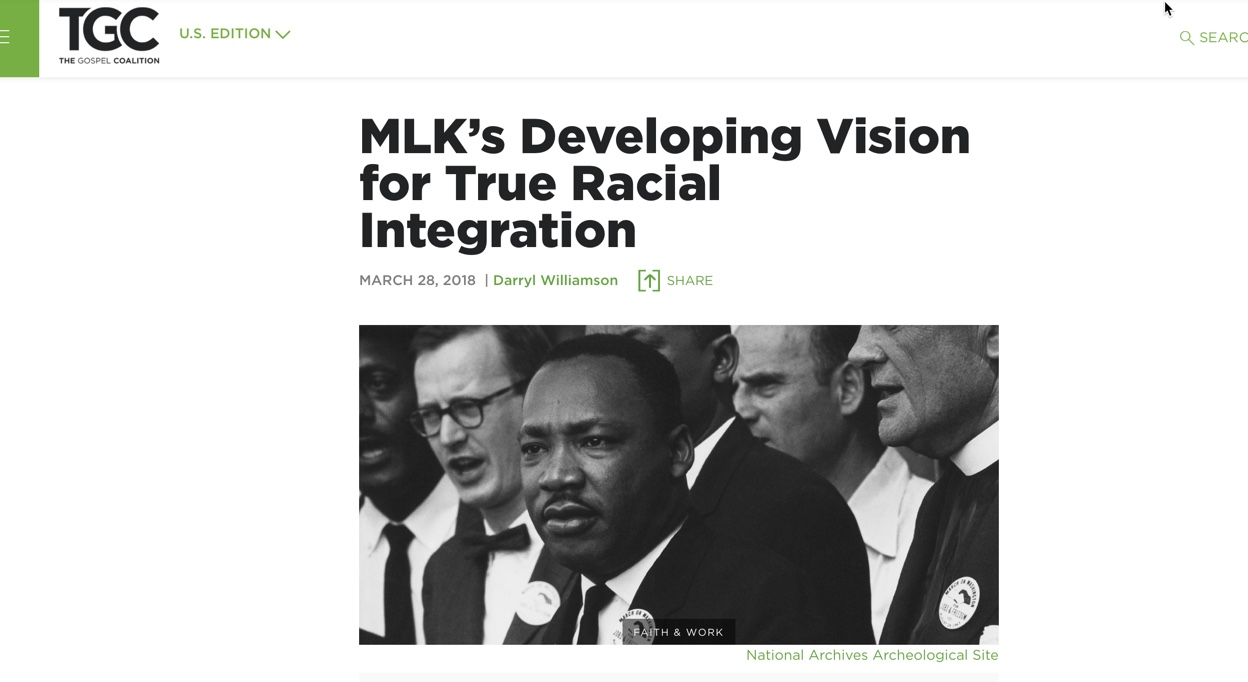 TGC
THE GOSPEL COALITION
U.S. EDITION
SEARC
MLK’s Developing Vision
for True Racial
Integration
MARCH 28, 2018 | Darryl Williamson
SHARE
FAITH & WORK
National Archives Archeological Site